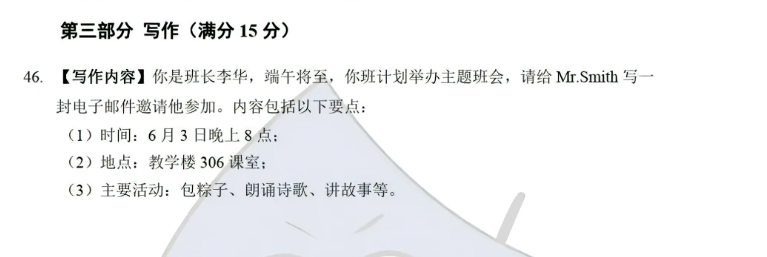 第三部分 写作（满分 15 分）
46. 【写作内容】你是班长李华，端午将至，你班计划举办主题班会，请给 Mr.Smith 写一
封电子邮件邀请他参加。内容包括以下要点：
（1）时间：6 月 3 日晚上 8 点；
（2）地点：教学楼 306 课室；
（3）主要活动：包粽子、朗诵诗歌、讲故事等。